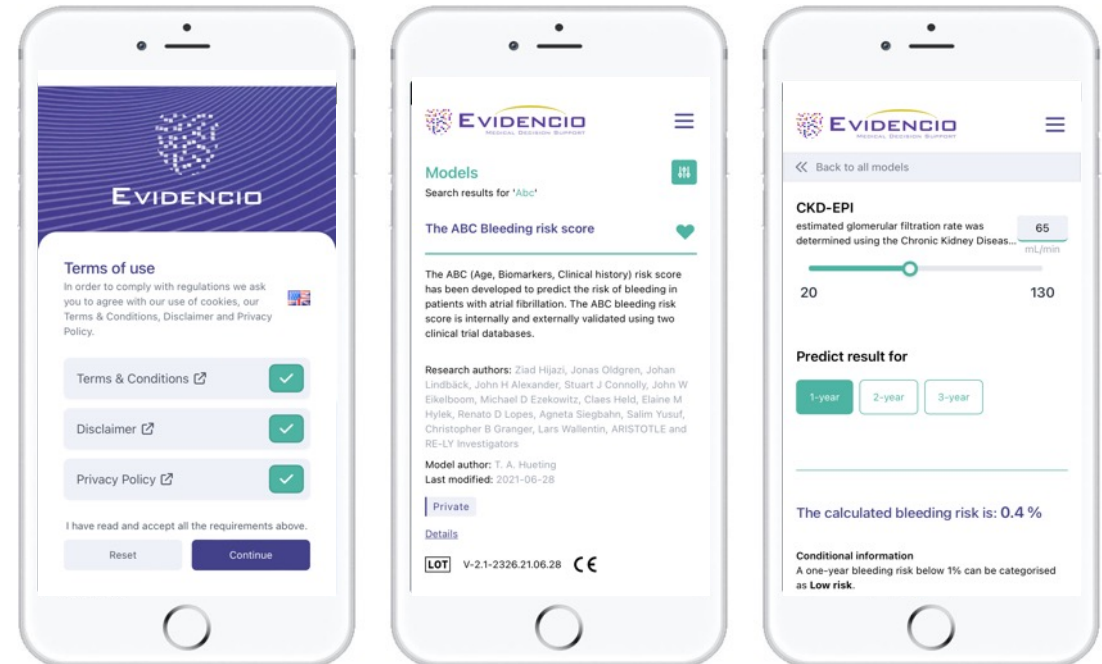 EVIDENCIO
Terms of use
In order to comply with regulations we ask
you to agree with our use of cookies, our
Terms & Conditions, Disclaimer and Privacy
Policy.
Terms & Conditions
Disclaimer
Privacy Policy
I have read and accept all the requirements above.
Reset Continue
EVIDENCIO
MEDICAL DECISION SUPPORT
Models
Search results for 'Abc'
The ABC Bleeding risk score
The ABC (Age, Biomarkers, Clinical history) risk score
has been developed to predict the risk of bleeding in
patients with atrial fibrillation. The ABC bleeding risk
score is internally and externally validated using two
clinical trial databases.
Research authors: Ziad Hijazi, Jonas Oldgren, Johan
Lindbäck, John H Alexander, Stuart J Connolly, John W
Eikelboom, Michael D Ezekowitz, Claes Held, Elaine M
Hylek, Renato D Lopes, Agneta Siegbahn, Salim Yusuf,
Christopher B Granger, Lars Wallentin, ARISTOTLE and
RE-LY Investigators
Model author: T. A. Hueting
Last modified: 2021-06-28
Private
Details
LOT V-2.1-2326.21.06.28 CE
EVIDENCIO
MEDICAL DECISION SUPPORT
Back to all models
CKD-EPI
estimated glomerular filtration rate was
determined using the Chronic Kidney Diseas...
65
mL/min
20 130
Predict result for
1-year 2-year 3-year
The calculated bleeding risk is: 0.4 %
Conditional information
A one-year bleeding risk below 1% can be categorised
as Low risk.